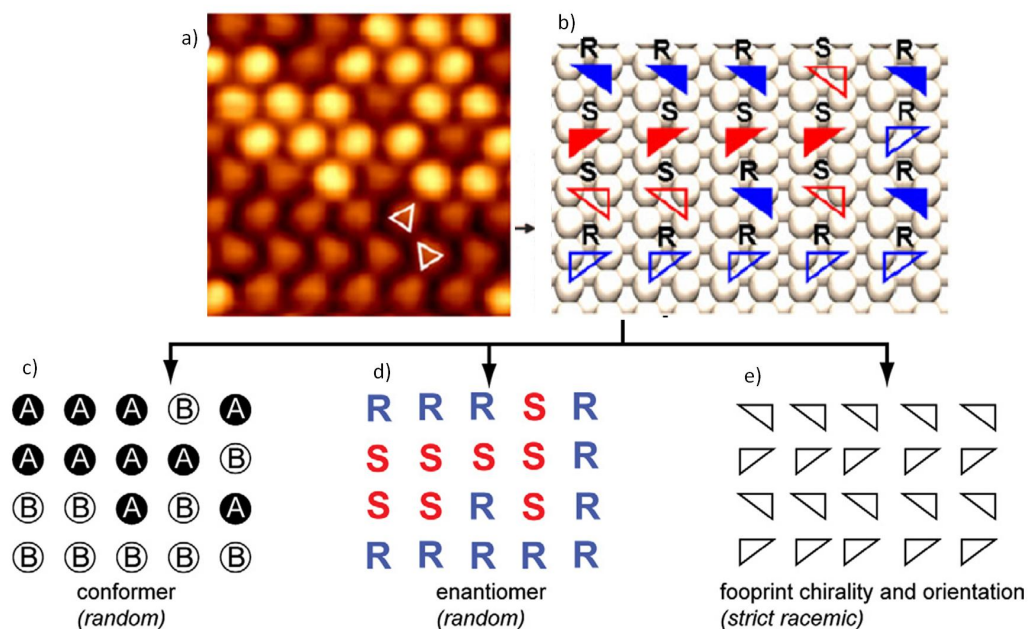 a)
b)
R R R S R
S S S S R
S S R S R
R R R R R
c)
A A A B A
A A A A B
B B A B A
B B B B B
conformer
(random)
d)
R R R S R
S S S S R
S S R S R
R R R R R
enantiomer
(random)
e)
fooprint chirality and orientation
(strict racemic)